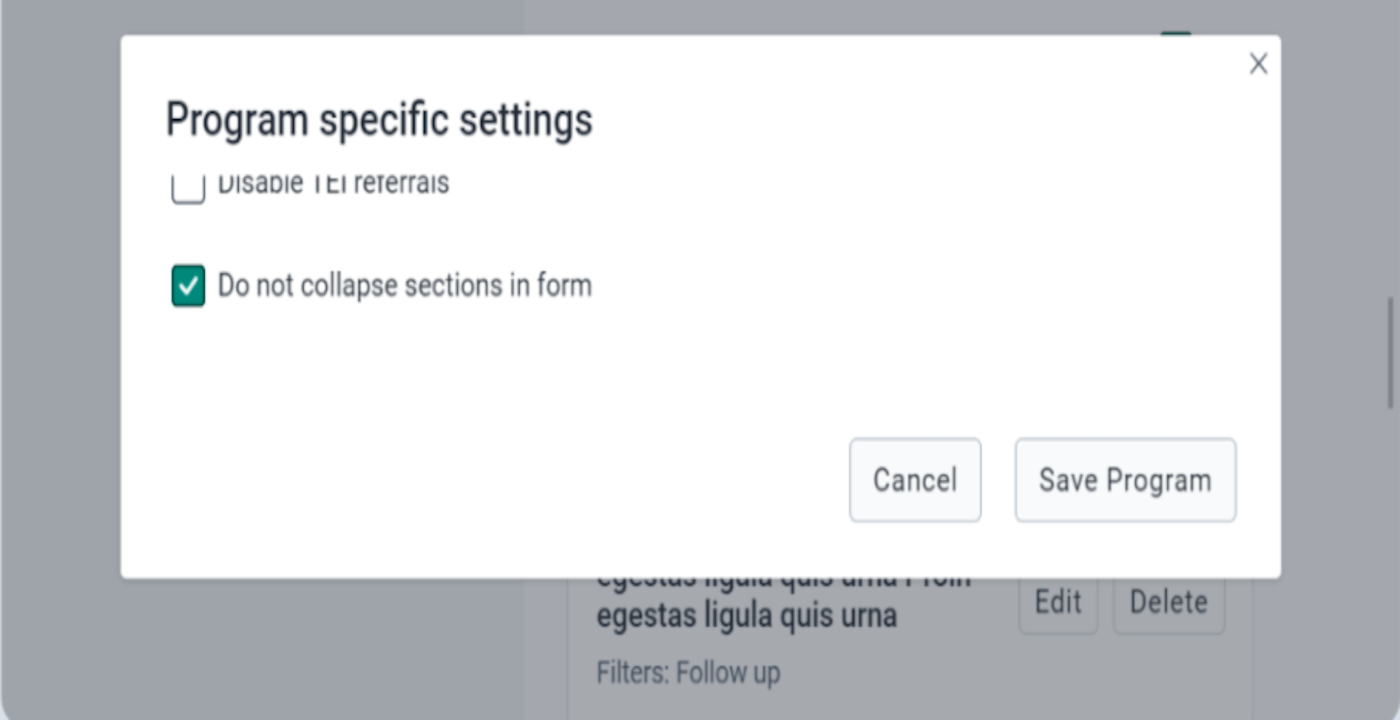 Program specific settings
Disable TEI referrals
Do not collapse sections in form
Cancel
Save Program
egestas ligula quis urna Proin
egestas ligula quis urna
Edit
Delete
Filters: Follow up